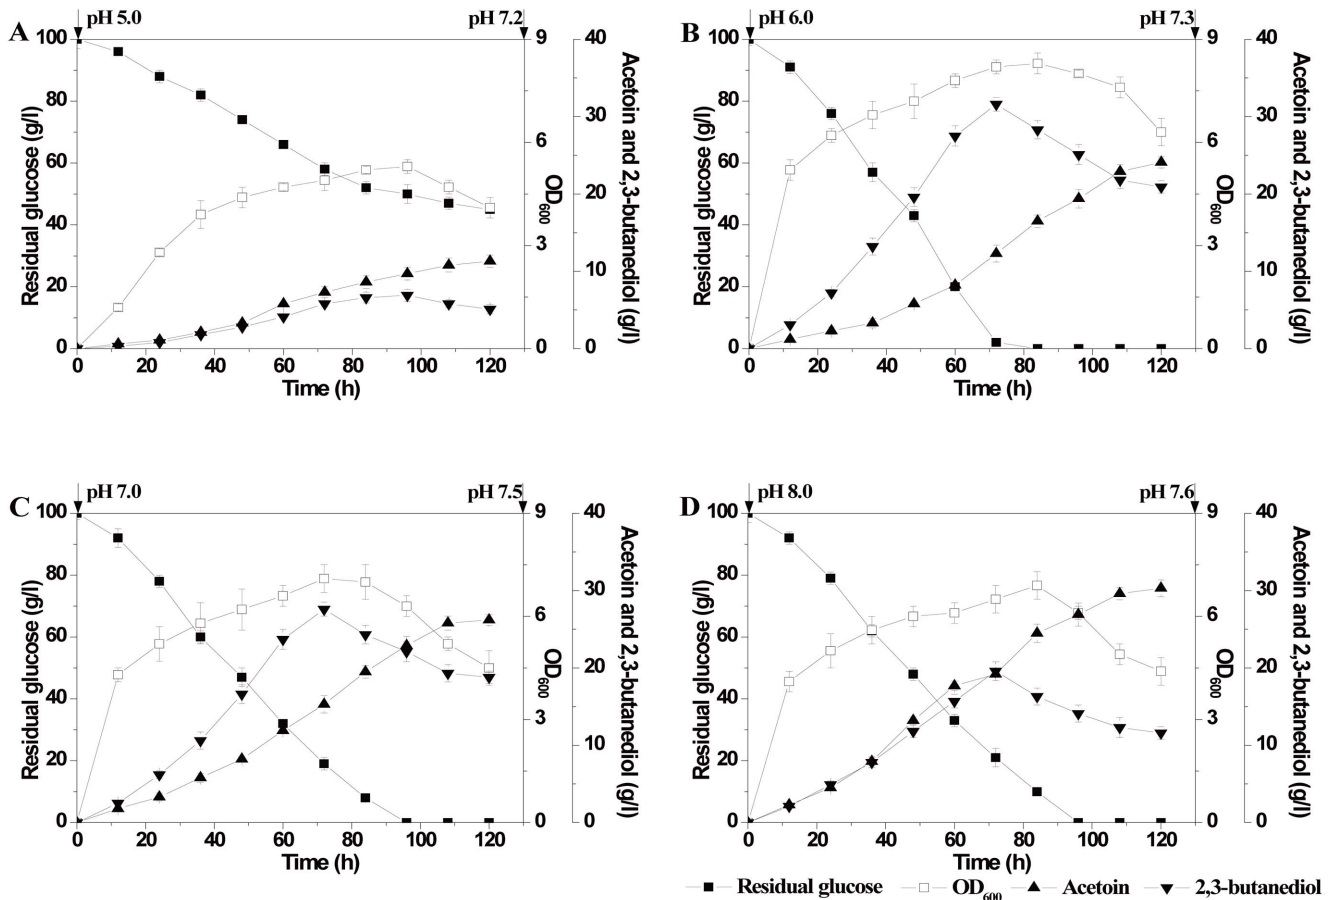 A
pH 5.0
pH 7.2
100
80
60
40
20
0
Residual glucose (g/l)
9
6
3
0
OD600
40
30
20
10
0
Acetoin and 2,3-butanediol (g/l)
0 20 40 60 80 100 120
Time (h)
B
pH 6.0
pH 7.3
100
80
60
40
20
0
Residual glucose (g/l)
9
6
3
0
OD600
40
30
20
10
0
Acetoin and 2,3-butanediol (g/l)
0 20 40 60 80 100 120
Time (h)
C
pH 7.0
pH 7.5
100
80
60
40
20
0
Residual glucose (g/l)
9
6
3
0
OD600
40
30
20
10
0
Acetoin and 2,3-butanediol (g/l)
0 20 40 60 80 100 120
Time (h)
D
pH 8.0
pH 7.6
100
80
60
40
20
0
Residual glucose (g/l)
9
6
3
0
OD600
40
30
20
10
0
Acetoin and 2,3-butanediol (g/l)
0 20 40 60 80 100 120
Time (h)
Residual glucose OD600 Acetoin 2,3-butanediol